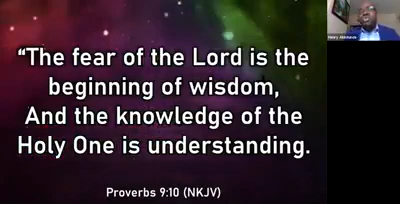 “The fear of the Lord is the
beginning of wisdom,
And the knowledge of the
Holy One is understanding.
Proverbs 9:10 (NKJV)